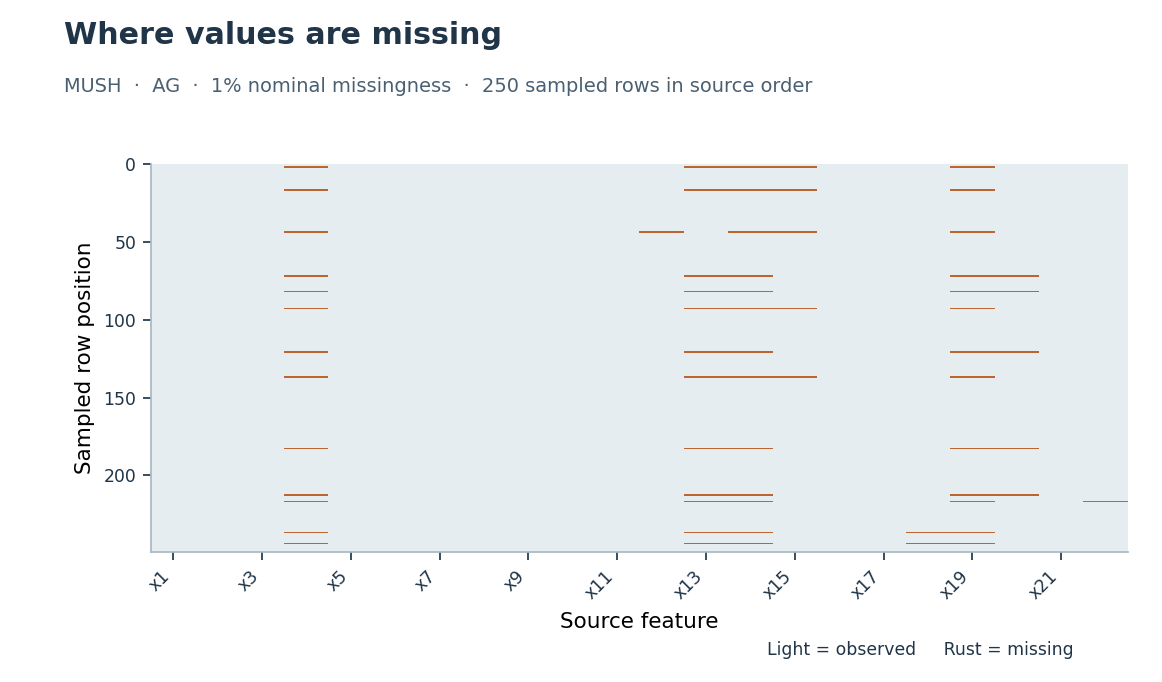 Where values are missing
MUSH · AG · 1% nominal missingness · 250 sampled rows in source order
0
50
100
150
200
Sampled row position
x1 x3 x5 x7 x9 x11 x13 x15 x17 x19 x21
Source feature
Light = observed Rust = missing